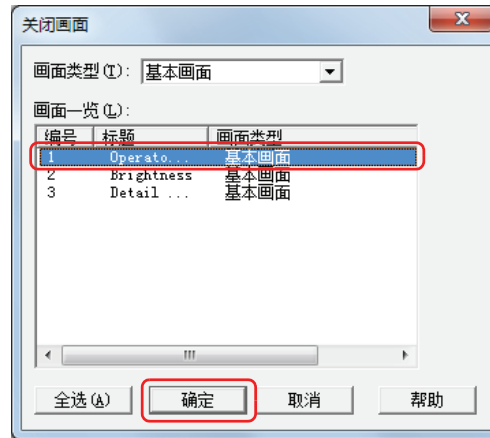 关闭画面
画面类型(T): 基本画面
画面一览(L):
编号 标题 画面类型
1 Operato... 基本画面
2 Brightness 基本画面
3 Detail ... 基本画面
全选(A) 确定 取消 帮助